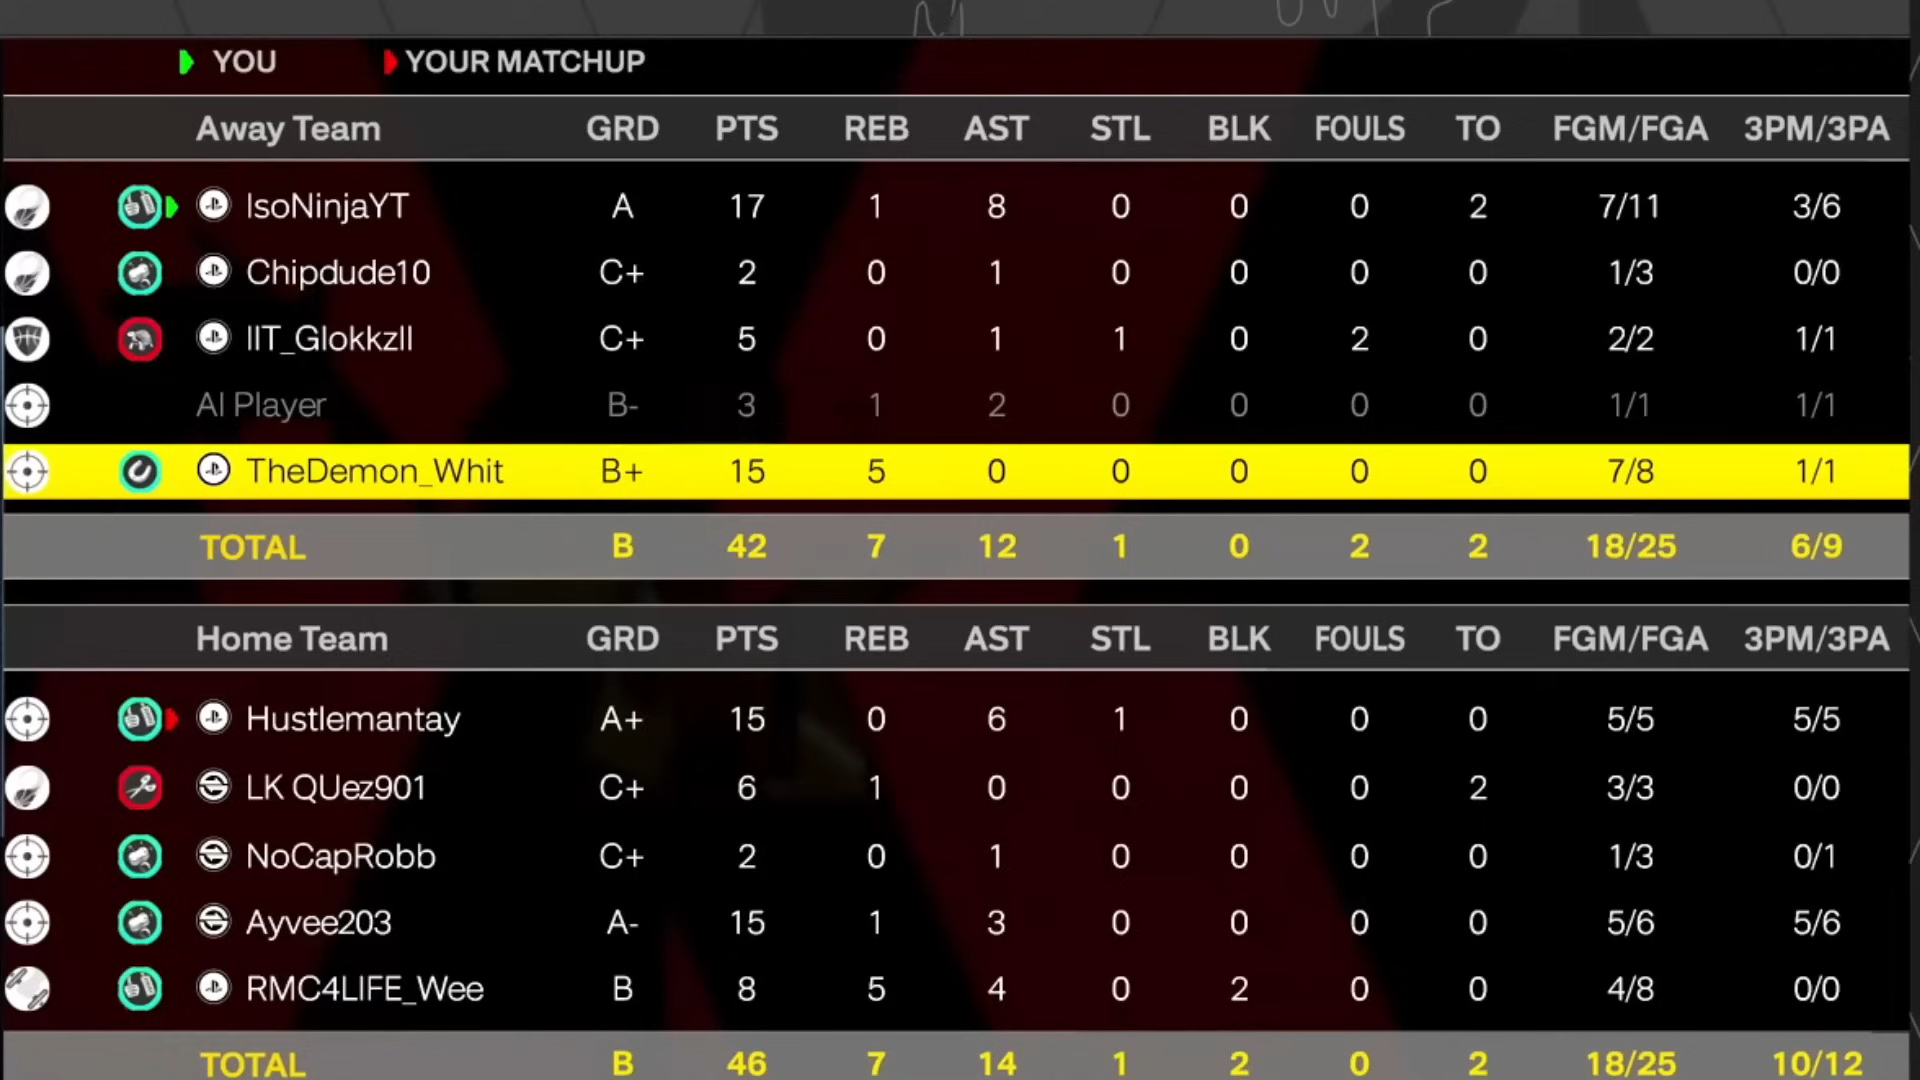 YOU YOUR MATCHUP
Away Team GRD PTS REB AST STL BLK FOULS TO FGM/FGA 3PM/3PA
IsoNinjaYT A 17 1 8 0 0 0 2 7/11 3/6
Chipdude10 C+ 2 0 1 0 0 0 0 1/3 0/0
IIT_GlokkzII C+ 5 0 1 1 0 2 0 2/2 1/1
AI Player B- 3 1 2 0 0 0 0 1/1 1/1
TheDemon_Whit B+ 15 5 0 0 0 0 0 7/8 1/1
TOTAL B 42 7 12 1 0 2 2 18/25 6/9
Home Team GRD PTS REB AST STL BLK FOULS TO FGM/FGA 3PM/3PA
Hustlemantay A+ 15 0 6 1 0 0 0 5/5 5/5
LK QUez901 C+ 6 1 0 0 0 0 2 3/3 0/0
NoCapRobb C+ 2 0 1 0 0 0 0 1/3 0/1
Ayvee203 A- 15 1 3 0 0 0 0 5/6 5/6
RMC4LIFE_Wee B 8 5 4 0 2 0 0 4/8 0/0
TOTAL B 46 7 14 1 2 0 2 18/25 10/12